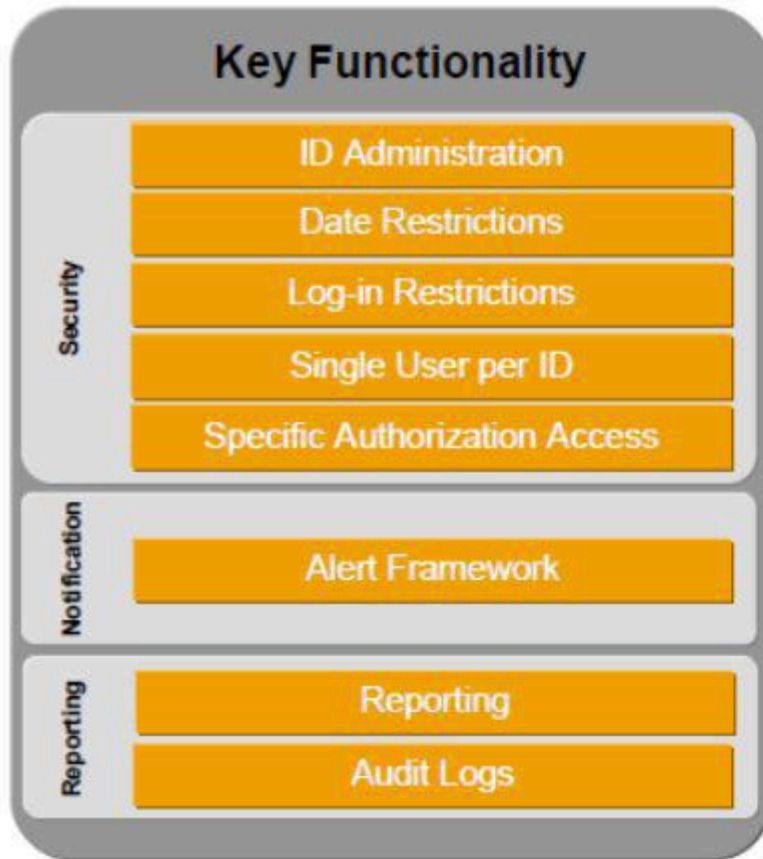 Key Functionality
Security
ID Administration
Date Restrictions
Log-in Restrictions
Single User per ID
Specific Authorization Access
Notification
Alert Framework
Reporting
Reporting
Audit Logs